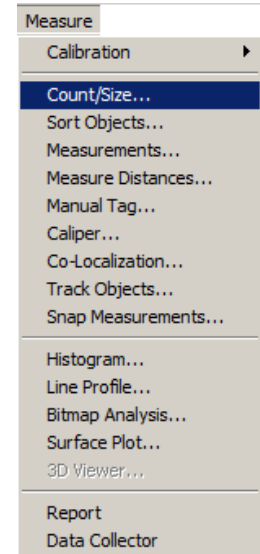 Measure
Calibration
Count/Size...
Sort Objects...
Measurements...
Measure Distances...
Manual Tag...
Caliper...
Co-Localization...
Track Objects...
Snap Measurements...
Histogram...
Line Profile...
Bitmap Analysis...
Surface Plot...
3D Viewer...
Report
Data Collector